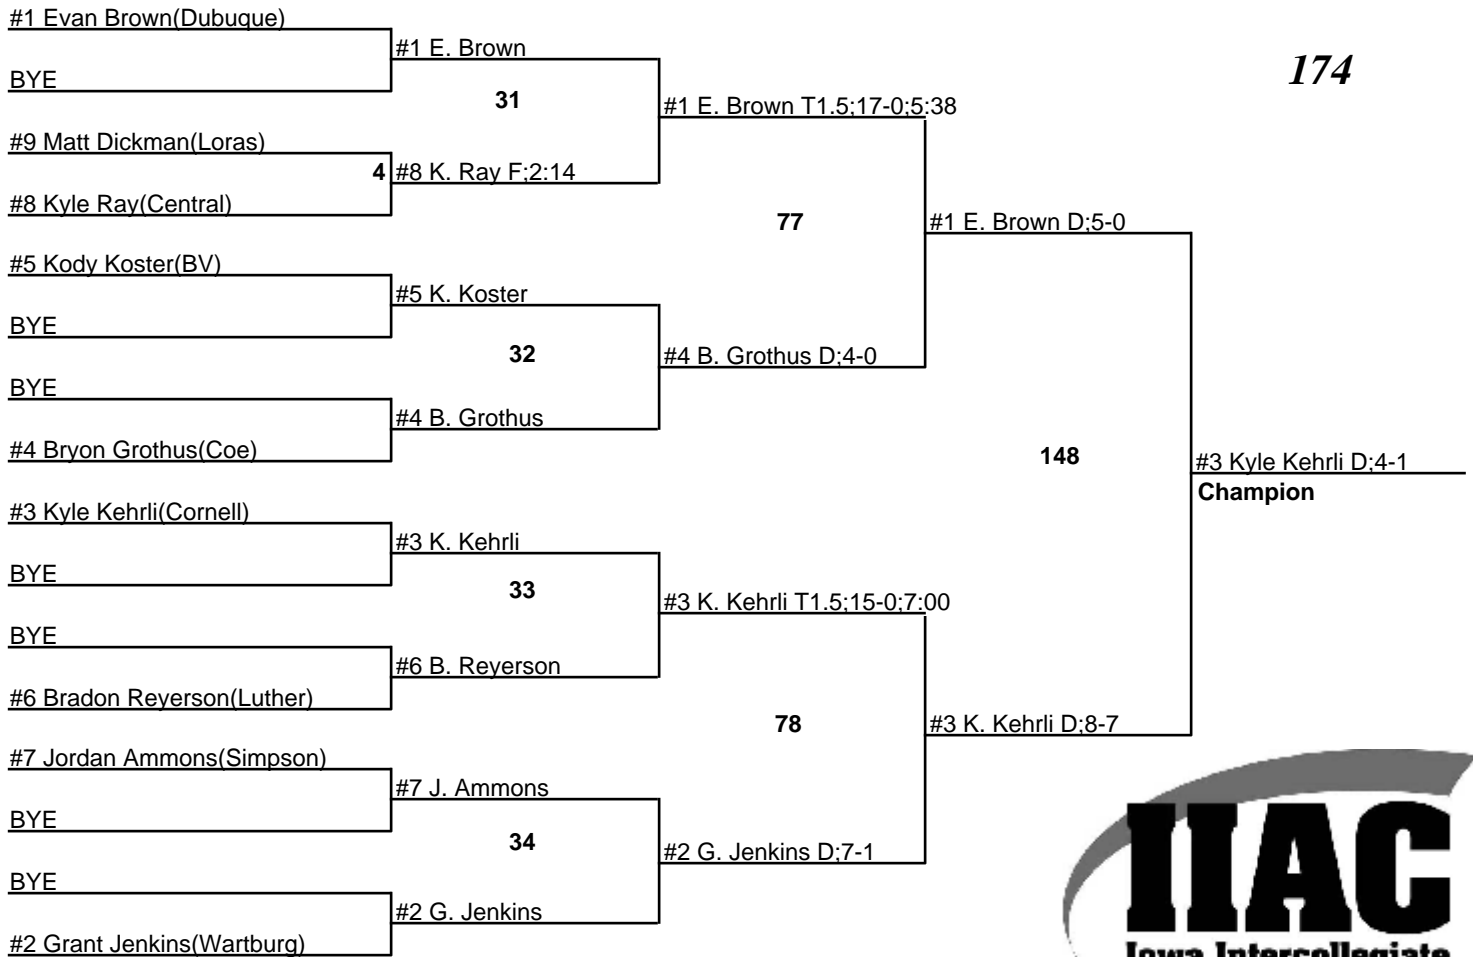 #1 Evan Brown(Dubuque)
BYE
#9 Matt Dickman(Loras)
#8 Kyle Ray(Central)
#5 Kody Koster(BV)
BYE
BYE
#4 Bryon Grothus(Coe)
#3 Kyle Kehrli(Cornell)
BYE
BYE
#6 Bradon Reyerson(Luther)
#7 Jordan Ammons(Simpson)
BYE
BYE
#2 Grant Jenkins(Wartburg)
#1 E. Brown
31
4 #8 K. Ray F;2:14
#5 K. Koster
32
#4 B. Grothus
#3 K. Kehrli
33
#6 B. Reyerson
#7 J. Ammons
34
#2 G. Jenkins
#1 E. Brown T1.5;17-0;5:38
77
#4 B. Grothus D;4-0
#3 K. Kehrli T1.5;15-0;7:00
78
#2 G. Jenkins D;7-1
#1 E. Brown D;5-0
148
#3 K. Kehrli D;8-7
174
#3 Kyle Kehrli D;4-1
Champion
IIAC
Iowa Intercollegiate